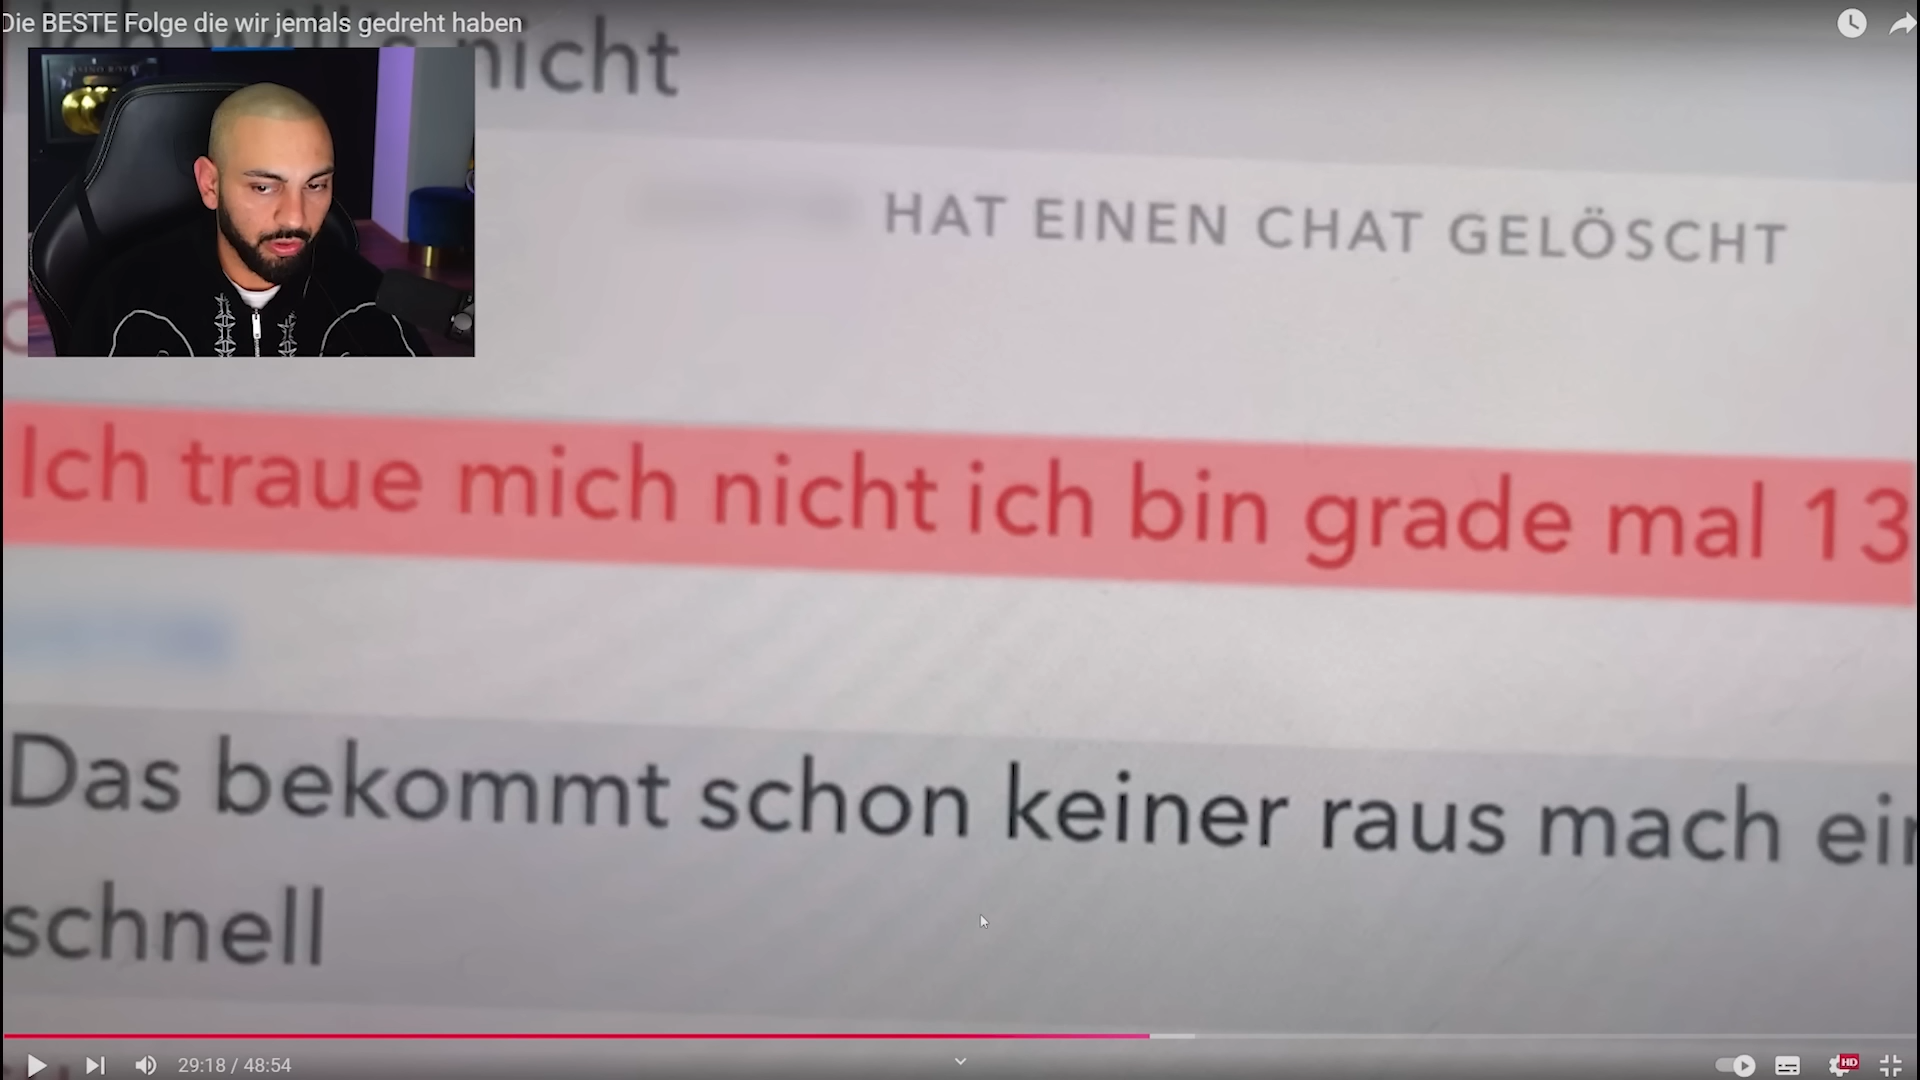 Die BESTE Folge die wir jemals gedreht haben
nicht
HAT EINEN CHAT GELÖSCHT
Ich traue mich nicht ich bin grade mal 13
Das bekommt schon keiner raus mach
schnell
29:18 / 48:54
HD